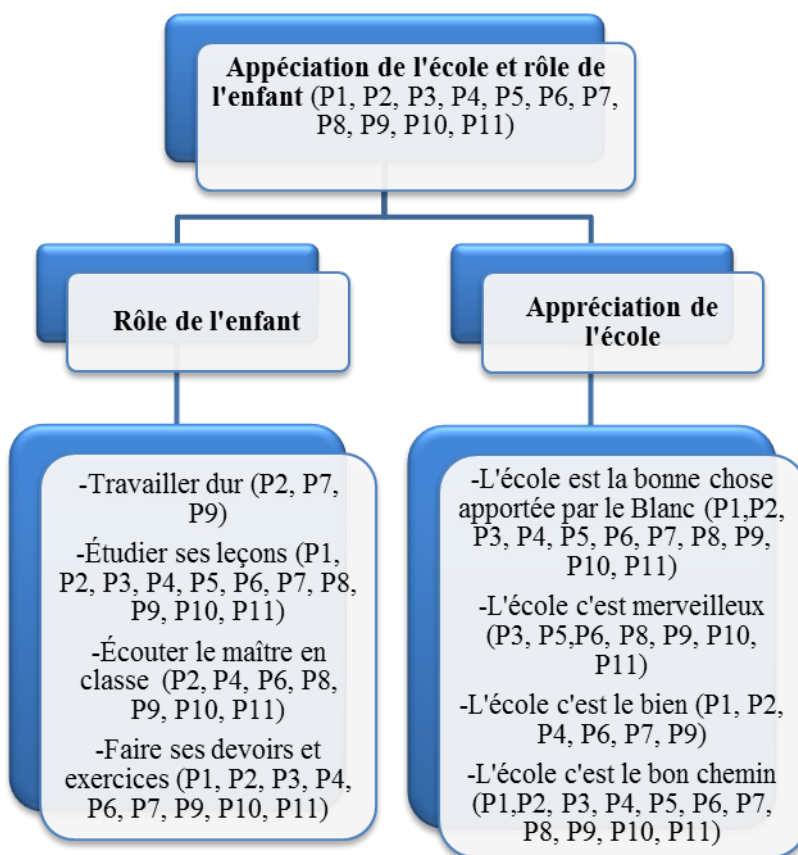 Appéciation de l'école et rôle de
l'enfant (P1, P2, P3, P4, P5, P6, P7,
P8, P9, P10, P11)
Rôle de l'enfant
Appréciation de
l'école
-Travailler dur (P2, P7,
P9)
-Étudier ses leçons (P1,
P2, P3, P4, P5, P6, P7, P8,
P9, P10, P11)
-Écouter le maître en
classe (P2, P4, P6, P8,
P9, P10, P11)
-Faire ses devoirs et
exercices (P1, P2, P3, P4,
P6, P7, P9, P10, P11)
-L'école est la bonne chose
apportée par le Blanc (P1,P2,
P3, P4, P5, P6, P7, P8, P9,
P10, P11)
-L'école c'est merveilleux
(P3, P5,P6, P8, P9, P10,
P11)
-L'école c'est le bien (P1, P2,
P4, P6, P7, P9)
-L'école c'est le bon chemin
(P1,P2, P3, P4, P5, P6, P7,
P8, P9, P10, P11)